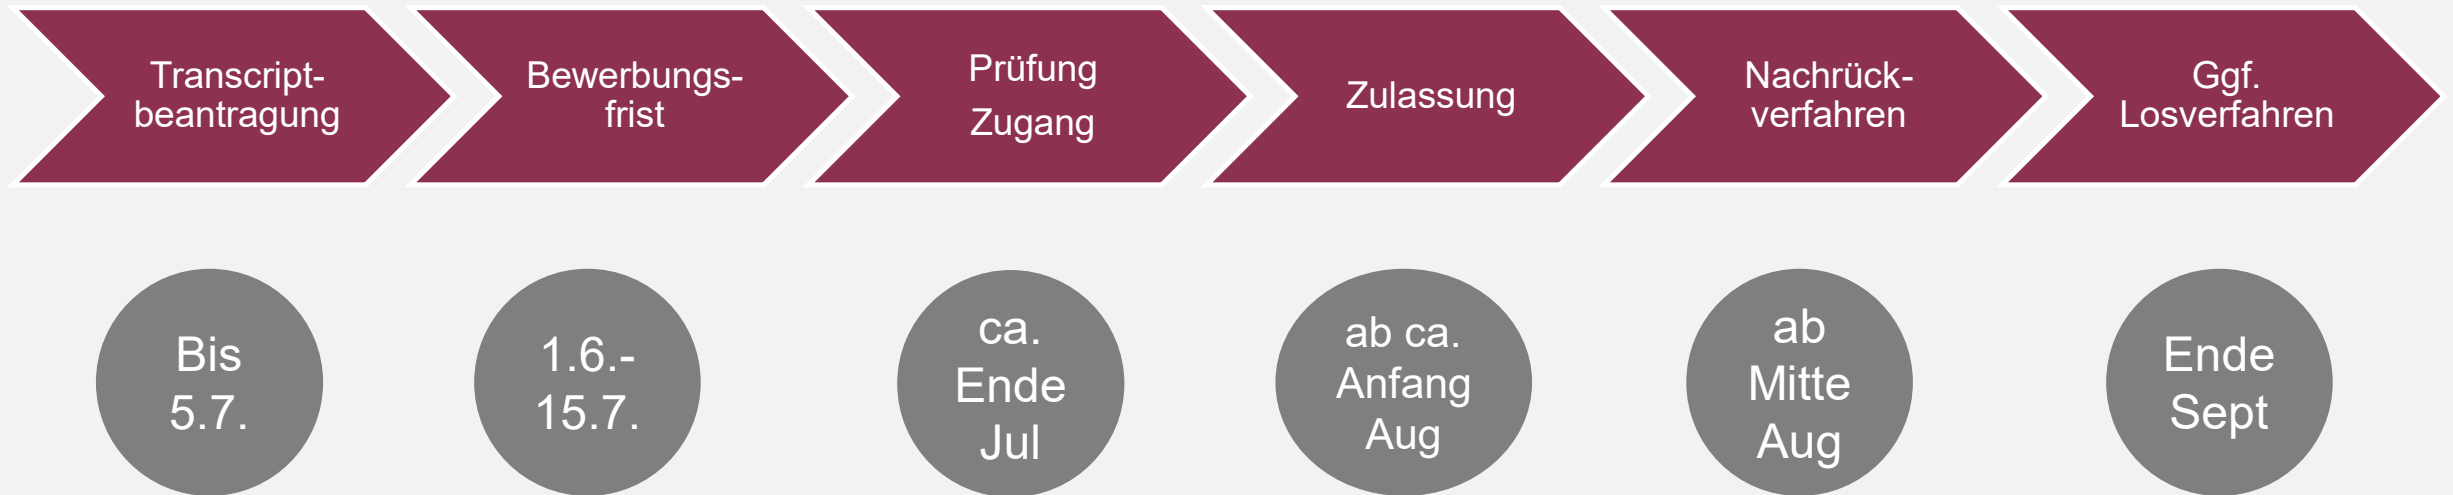 Transcript-
beantragung
Bewerbungs-
frist
Prüfung
Zugang
Zulassung
Nachrück-
verfahren
Ggf.
Losverfahren
Bis
5.7.
1.6.-
15.7.
ca.
Ende
Jul
ab ca.
Anfang
Aug
ab
Mitte
Aug
Ende
Sept